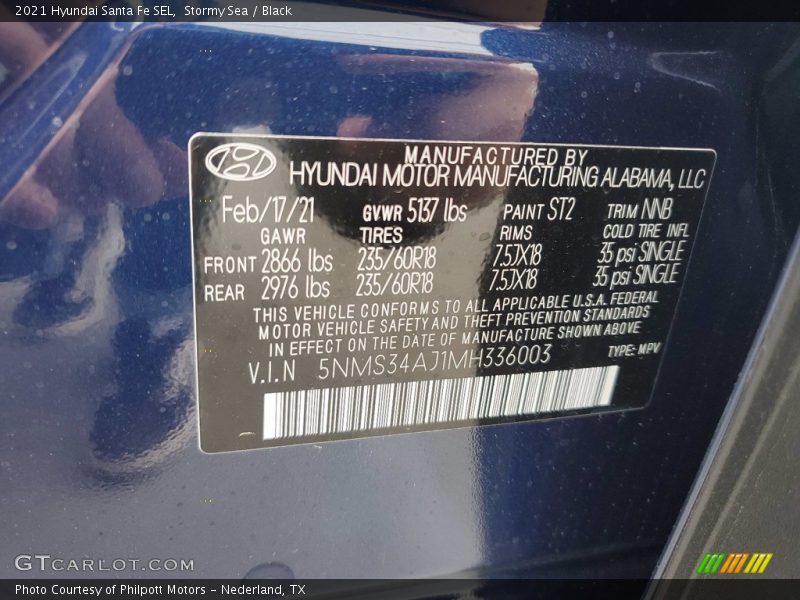 2021 Hyundai Santa Fe SEL,  Stormy Sea / Black
MANUFACTURED BY
HYUNDAI MOTOR MANUFACTURING ALABAMA, LLC
Feb/17/21 GVWR 5137 lbs PAINT ST2 TRIM NNB
GAWR TIRES RIMS COLD TIRE INFL
FRONT 2866 lbs 235/60R18 7.5JX18 35 psi SINGLE
REAR 2976 lbs 235/60R18 7.5JX18 35 psi SINGLE
THIS VEHICLE CONFORMS TO ALL APPLICABLE U.S.A. FEDERAL
MOTOR VEHICLE SAFETY AND THEFT PREVENTION STANDARDS
IN EFFECT ON THE DATE OF MANUFACTURE SHOWN ABOVE
V.I.N 5NMS34AJ1MH336003 TYPE: MPV
GTCARLOT.COM
Photo Courtesy of Philpott Motors - Nederland, TX